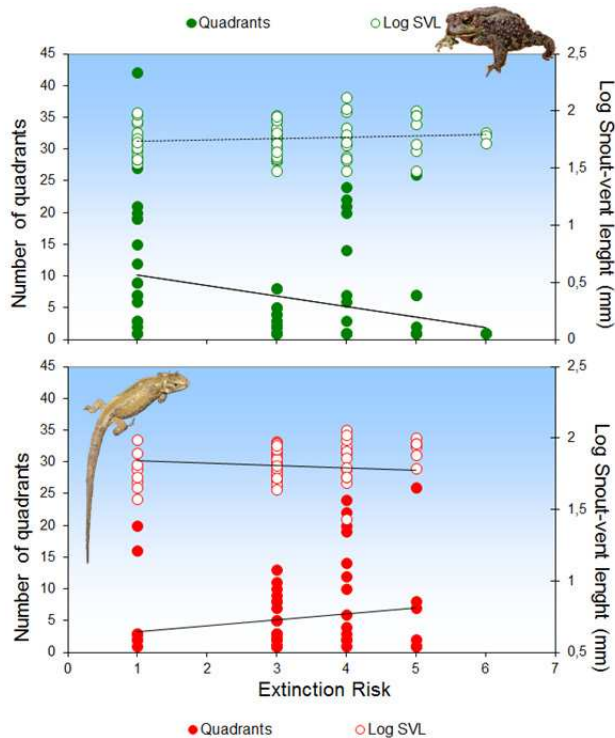 Quadrants Log SVL
45 2,5
40
35 2
30
25 1,5
20
15 1
10 0,5
5
0 0
Number of quadrants
Log Snout-vent lenght (mm)
45 2,5
40
35 2
30
25 1,5
20
15 1
10
5
0 0,5
Number of quadrants
Log Snout-vent lenght (mm)
0 1 2 3 4 5 6 7
Extinction Risk
Quadrants Log SVL